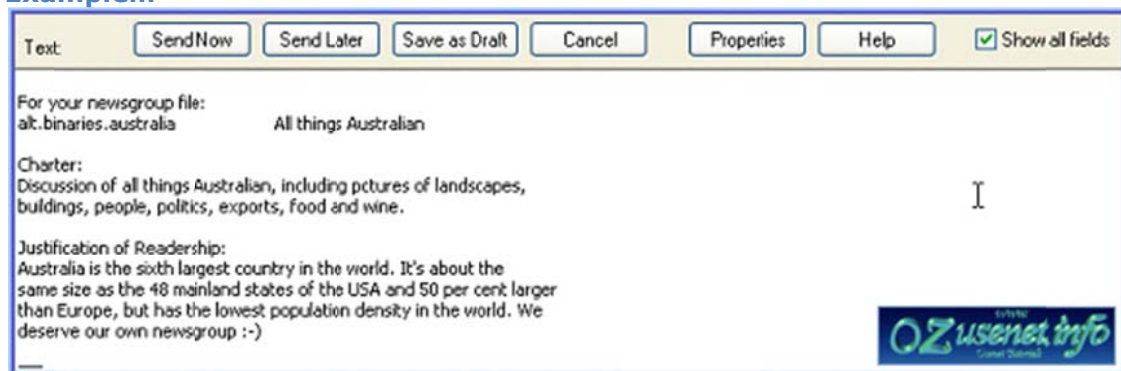 Text:
Send Now Send Later Save as Draft Cancel Properties Help Show all fields
For your newsgroup file:
alt.binaries.australia All things Australian
Charter:
Discussion of all things Australian, including pctures of landscapes,
buildings, people, politics, exports, food and wine.
Justification of Readership:
Australia is the sixth largest country in the world. It's about the
same size as the 48 mainland states of the USA and 50 per cent larger
than Europe, but has the lowest population density in the world. We
deserve our own newsgroup :-)
OZusenet.info